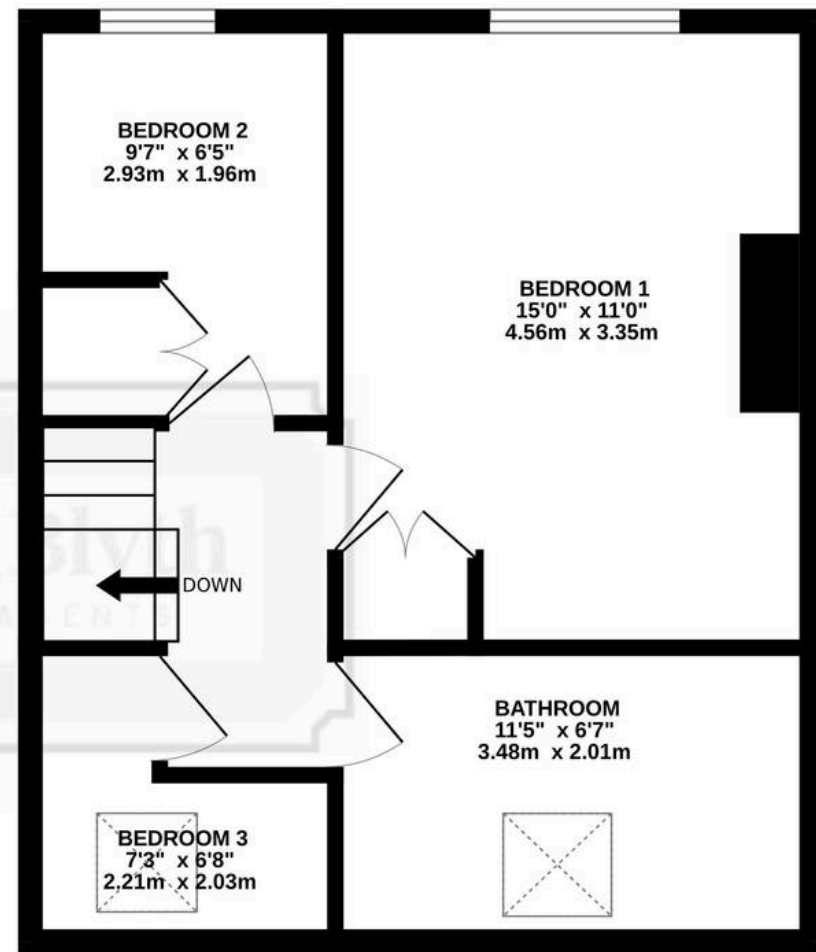 BEDROOM 2
9'7" x 6'5"
2.93m x 1.96m
BEDROOM 1
15'0" x 11'0"
4.56m x 3.35m
Blyth
DOWN
AGENTS
BATHROOM
11'5" x 6'7"
3.48m x 2.01m
BEDROOM 3
7'3" x 6'8"
2.21m x 2.03m